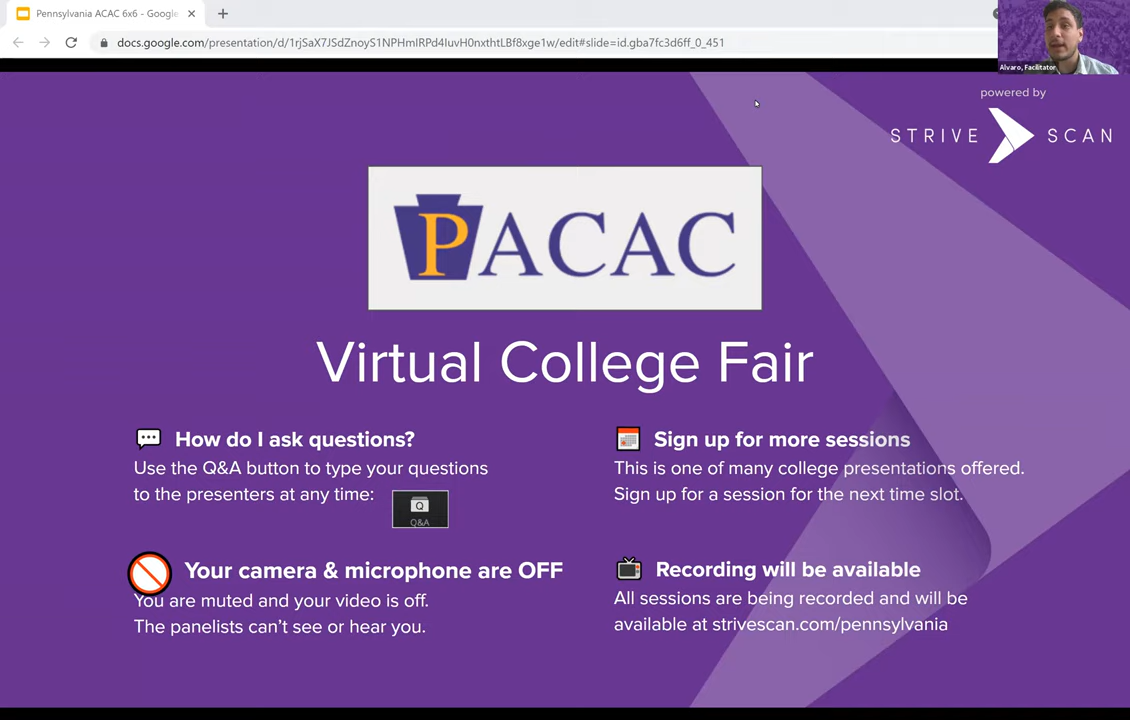 Pennsylvania ACAC 6x6 - Google
docs.google.com/presentation/d/1rjSaX7JSdZnoyS1NPHmIRPd4IuvH0nxthtLBf8xge1w/edit#slide=id.gba7fc3d6ff_0_451
Alvaro, Facilitator
powered by
STRIVE SCAN
PACAC
Virtual College Fair
How do I ask questions?
Use the Q&A button to type your questions
to the presenters at any time:
Q
Q&A
Sign up for more sessions
This is one of many college presentations offered.
Sign up for a session for the next time slot.
Your camera & microphone are OFF
You are muted and your video is off.
The panelists can’t see or hear you.
Recording will be available
All sessions are being recorded and will be
available at strivescan.com/pennsylvania